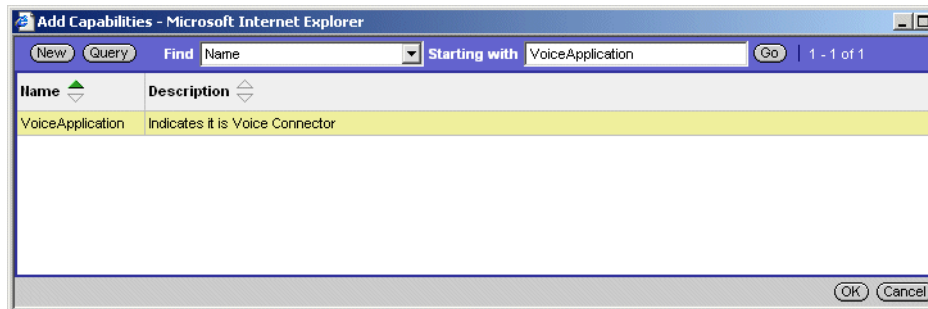 Add Capabilities - Microsoft Internet Explorer
New Query Find Name Starting with VoiceApplication Go 1 - 1 of 1
Name Description
VoiceApplication Indicates it is Voice Connector
OK Cancel